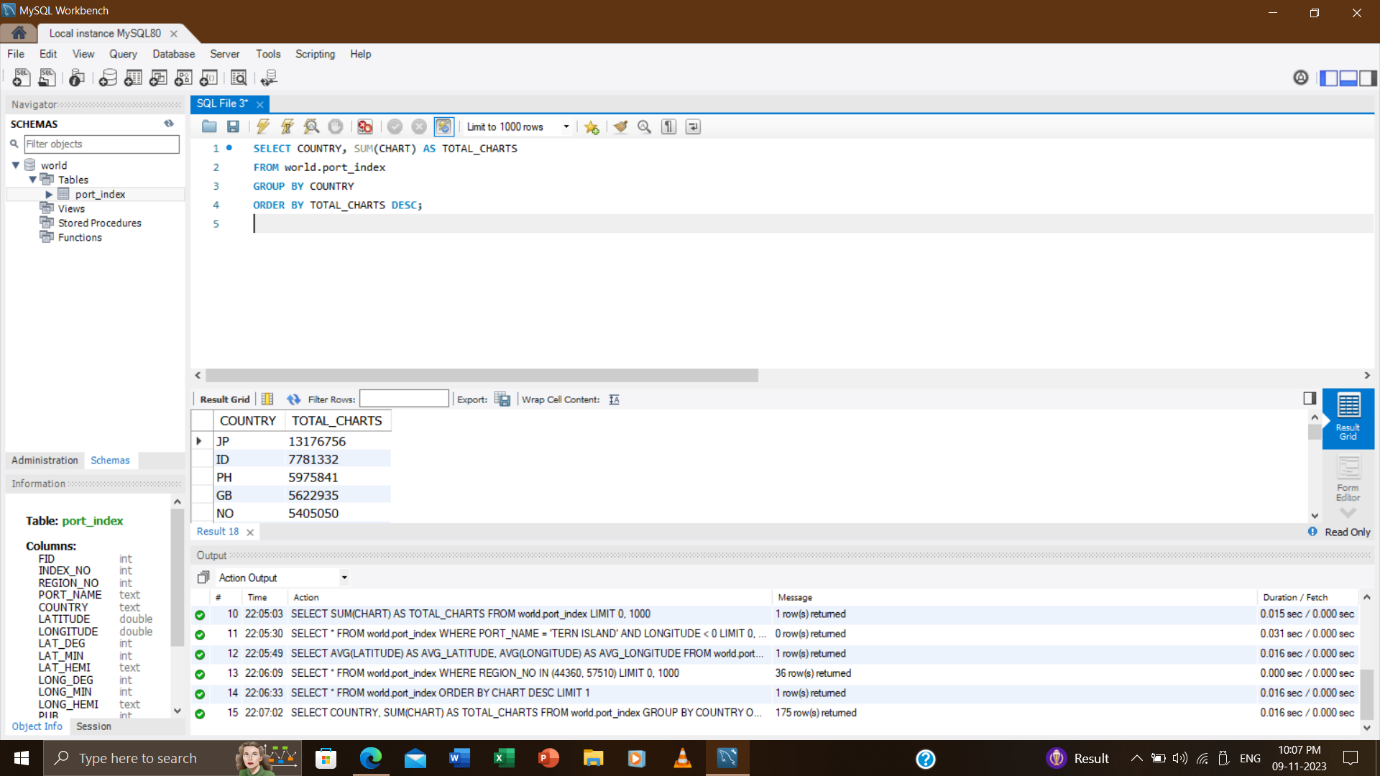 MySQL Workbench
Local instance MySQL80
File Edit View Query Database Server Tools Scripting Help
Navigator
SCHEMAS
Filter objects
world
Tables
port_index
Views
Stored Procedures
Functions
Administration Schemas
Information
Table: port_index
Columns:
FID int
INDEX_NO int
REGION_NO int
PORT_NAME text
COUNTRY text
LATITUDE double
LONGITUDE double
LAT_DEG int
LAT_MIN int
LAT_HEMI text
LONG_DEG int
LONG_MIN int
LONG_HEMI text
PUB int
Object Info Session
SQL File 3*
Limit to 1000 rows
1 SELECT COUNTRY, SUM(CHART) AS TOTAL_CHARTS
2 FROM world.port_index
3 GROUP BY COUNTRY
4 ORDER BY TOTAL_CHARTS DESC;
5
Result Grid Filter Rows: Export: Wrap Cell Content:
COUNTRY TOTAL_CHARTS
JP 13176756
ID 7781332
PH 5975841
GB 5622935
NO 5405050
Result Grid
Form Editor
Result 18
Read Only
Output
Action Output
# Time Action Message Duration / Fetch
10 22:05:03 SELECT SUM(CHART) AS TOTAL_CHARTS FROM world.port_index LIMIT 0, 1000 1 row(s) returned 0.015 sec / 0.000 sec
11 22:05:30 SELECT * FROM world.port_index WHERE PORT_NAME = 'TERN ISLAND' AND LONGITUDE < 0 LIMIT 0, ... 0 row(s) returned 0.031 sec / 0.000 sec
12 22:05:49 SELECT AVG(LATITUDE) AS AVG_LATITUDE, AVG(LONGITUDE) AS AVG_LONGITUDE FROM world.port... 1 row(s) returned 0.016 sec / 0.000 sec
13 22:06:09 SELECT * FROM world.port_index WHERE REGION_NO IN (44360, 57510) LIMIT 0, 1000 36 row(s) returned 0.000 sec / 0.000 sec
14 22:06:33 SELECT * FROM world.port_index ORDER BY CHART DESC LIMIT 1 1 row(s) returned 0.016 sec / 0.000 sec
15 22:07:02 SELECT COUNTRY, SUM(CHART) AS TOTAL_CHARTS FROM world.port_index GROUP BY COUNTRY O... 175 row(s) returned 0.016 sec / 0.000 sec
Type here to search
Result
ENG
10:07 PM
09-11-2023